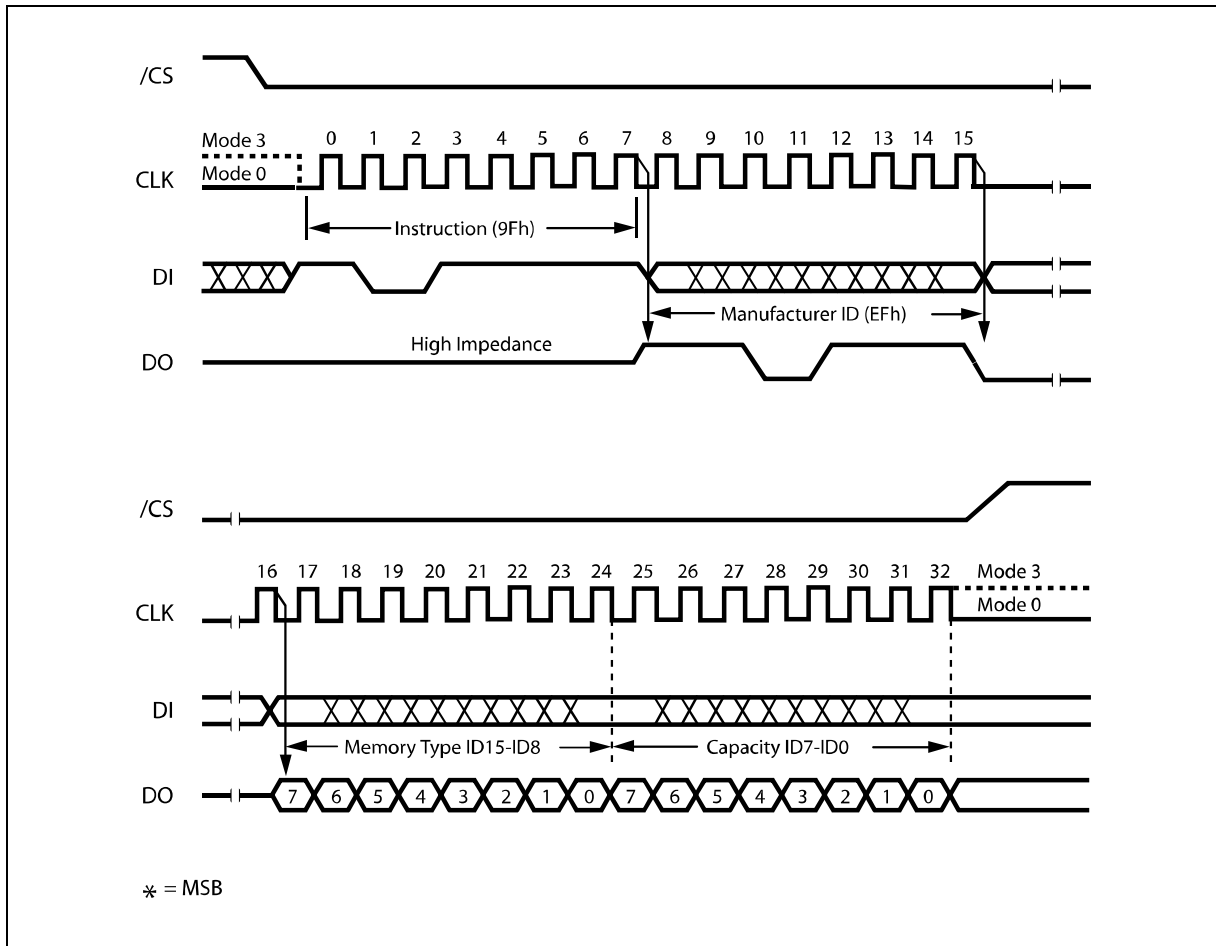 /CS
Mode 3
0 1 2 3 4 5 6 7 8 9 10 11 12 13 14 15
CLK
Mode 0
Instruction (9Fh)
DI
Manufacturer ID (EFh)
High Impedance
DO
/CS
16 17 18 19 20 21 22 23 24 25 26 27 28 29 30 31 32
Mode 3
CLK
Mode 0
DI
Memory Type ID15-ID8
Capacity ID7-ID0
DO
7 6 5 4 3 2 1 0 7 6 5 4 3 2 1 0
* = MSB